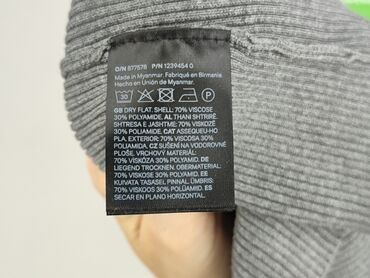 O/N 877578 P/N 1239454 0
Made in Myanmar. Fabriqué en Birmanie
Hecho en Unión de Myanmar.
30
GB DRY FLAT. SHELL: 70% VISCOSE
30% POLYAMIDE. AL THANI SHTRIRË.
SHTRESA E JASHTME: 70% VISKOZË
30% POLIAMID. CAT ASSEQUEU-HO
PLA. EXTERIOR: 70% VISCOSA
30% POLIAMIDA. CZ SUŠENÍ NA VODOROVNÉ
PLOŠE. VRCHOVÝ MATERIÁL:
70% VISKÓZA 30% POLYAMID. DE
LIEGEND TROCKNEN. OBERMATERIAL:
70% VISKOSE 30% POLYAMID. EE
KUIVATA TASASEL PINNAL. ÜMBRIS:
70% VISKOOS 30% POLÜAMIID. ES
SECAR EN PLANO HORIZONTAL.